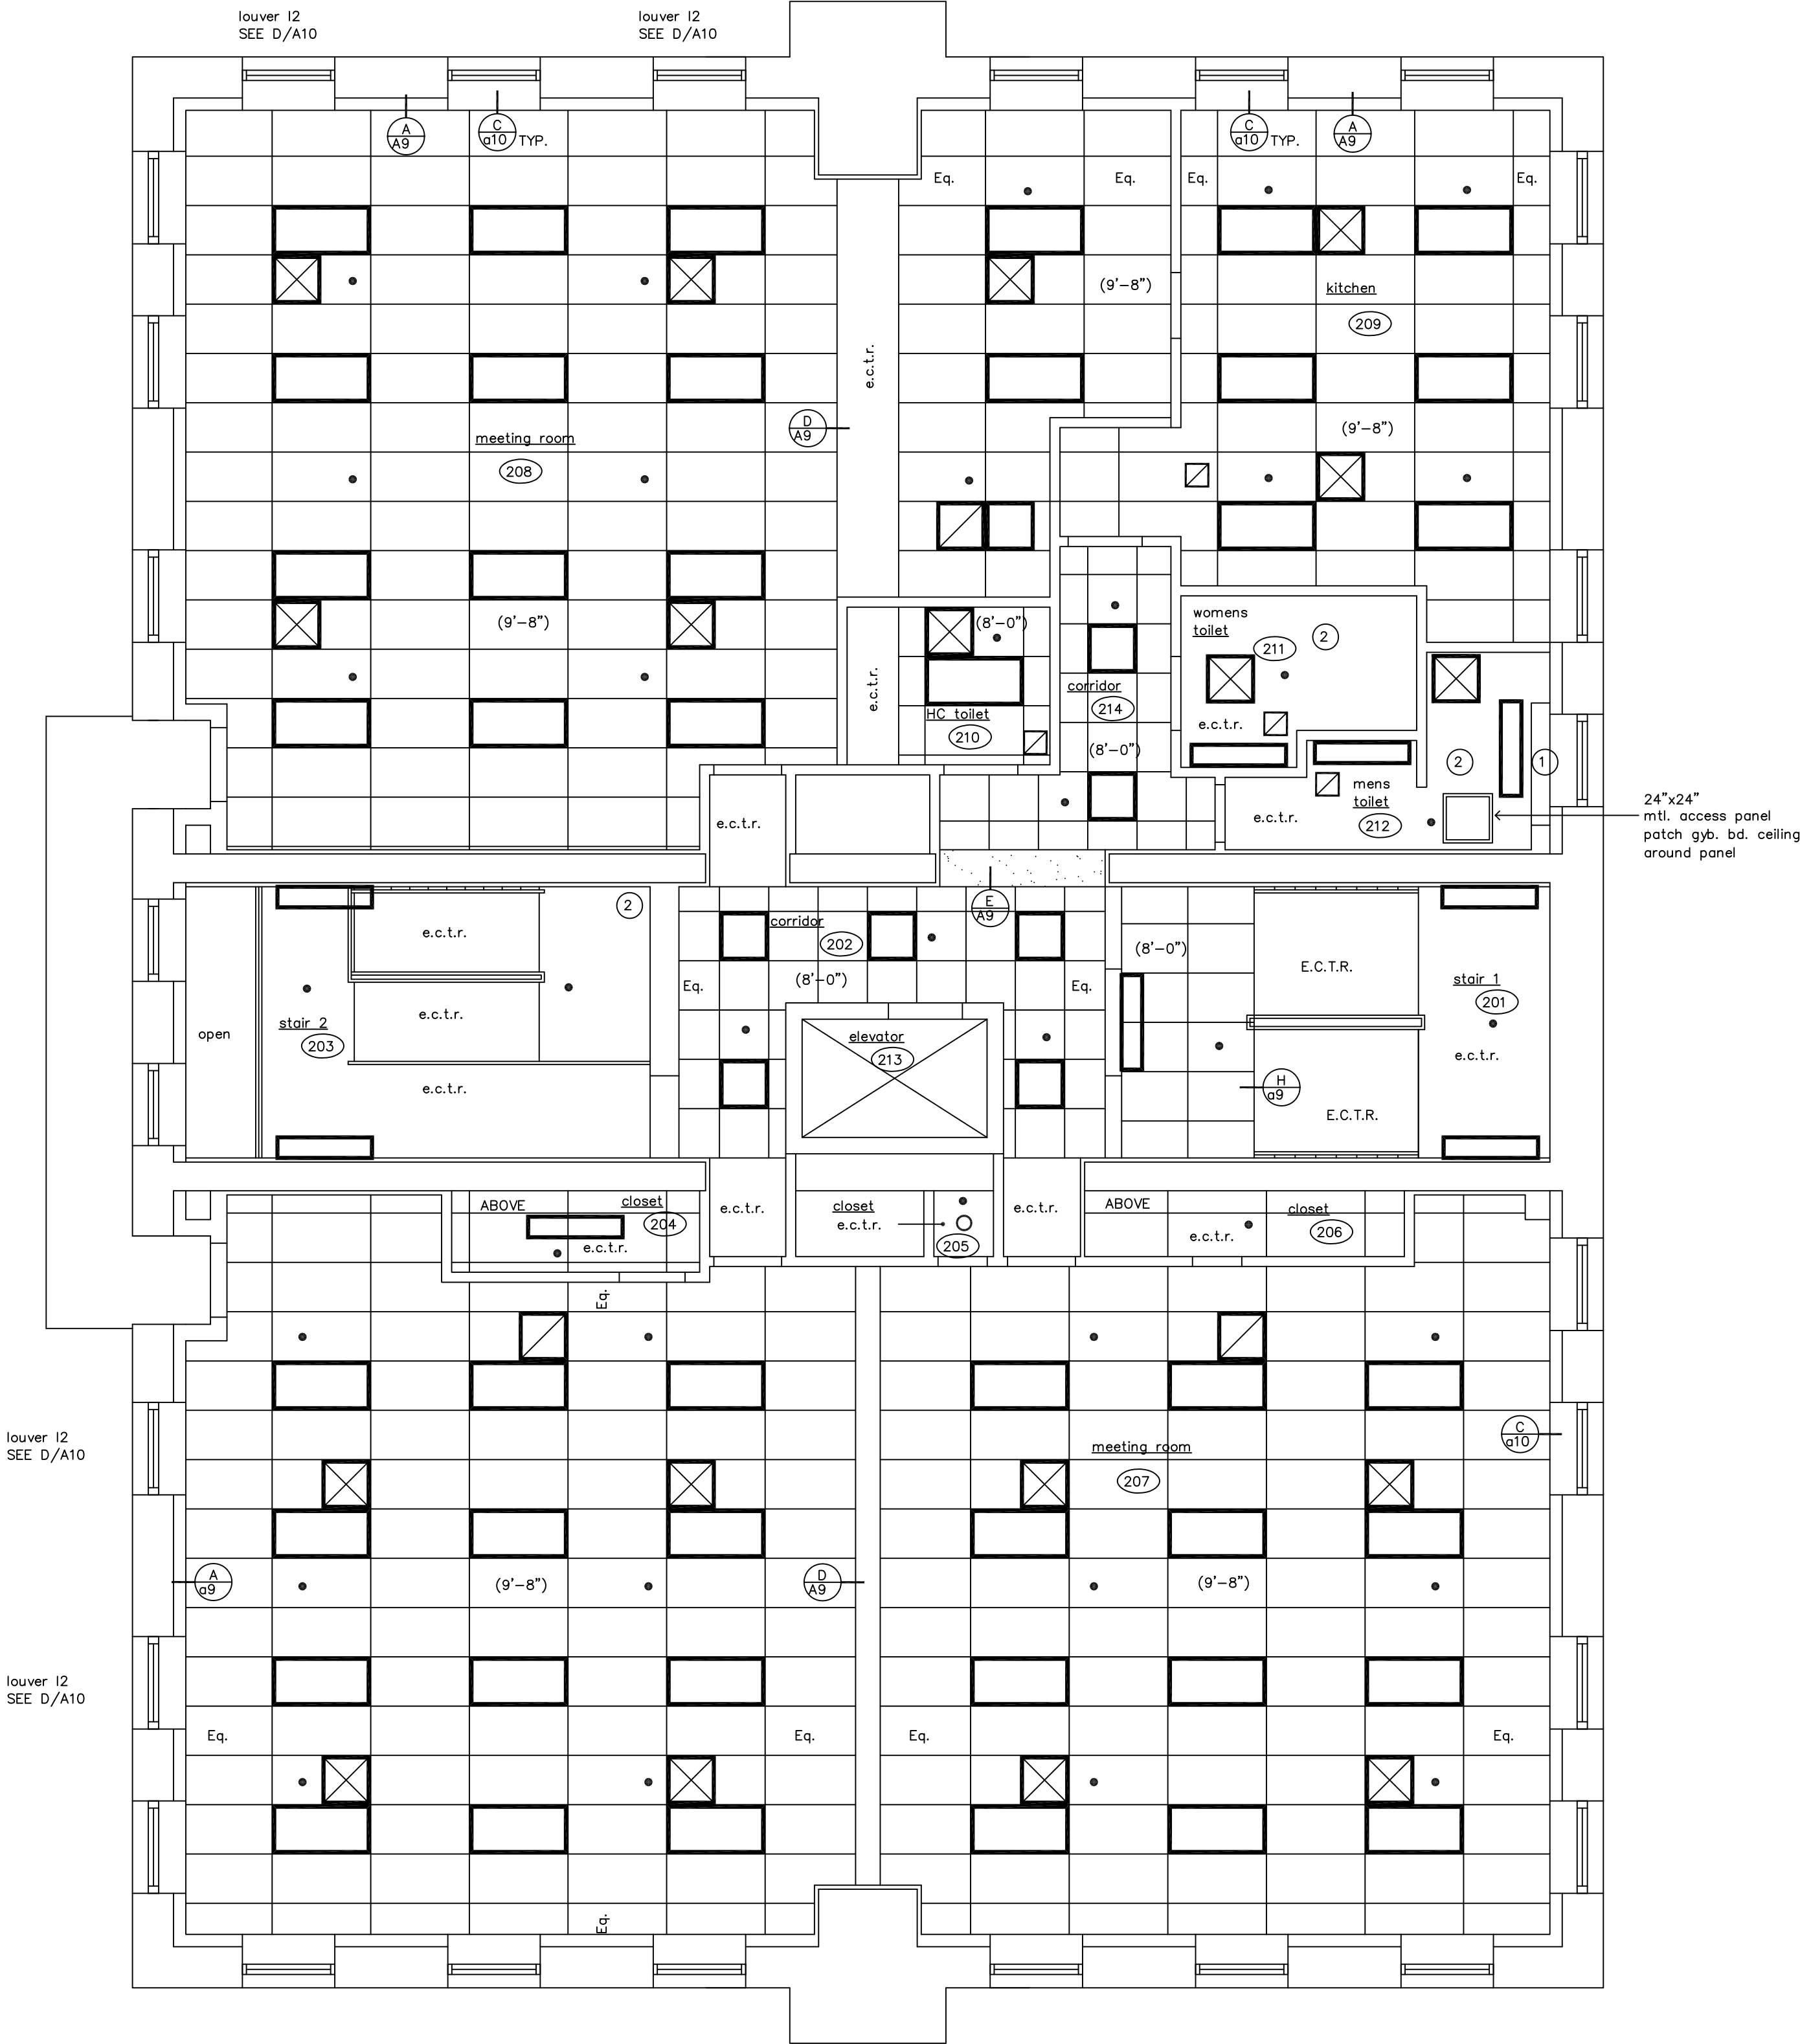 louver l2
SEE D/A10
louver l2
SEE D/A10
A
A9
C
a10
TYP.
C
a10
TYP.
A
A9
Eq.
Eq.
Eq.
Eq.
(9'-8")
kitchen
209
e.c.t.r.
D
A9
(9'-8")
meeting room
208
(9'-8")
(8'-0")
womens
toilet
211
2
e.c.t.r.
HC toilet
210
corridor
214
(8'-0")
e.c.t.r.
2
1
mens
toilet
212
e.c.t.r.
24"x24"
mtl. access panel
patch gyb. bd. ceiling
around panel
e.c.t.r.
2
e.c.t.r.
E
A9
corridor
202
(8'-0")
(8'-0")
E.C.T.R.
stair 1
201
Eq.
Eq.
e.c.t.r.
stair 2
203
open
elevator
213
e.c.t.r.
e.c.t.r.
H
a9
E.C.T.R.
ABOVE
closet
204
e.c.t.r.
e.c.t.r.
closet
e.c.t.r.
205
e.c.t.r.
ABOVE
closet
206
e.c.t.r.
Eq.
louver l2
SEE D/A10
meeting room
207
C
a10
A
a9
(9'-8")
D
A9
(9'-8")
louver l2
SEE D/A10
Eq.
Eq.
Eq.
Eq.
Eq.